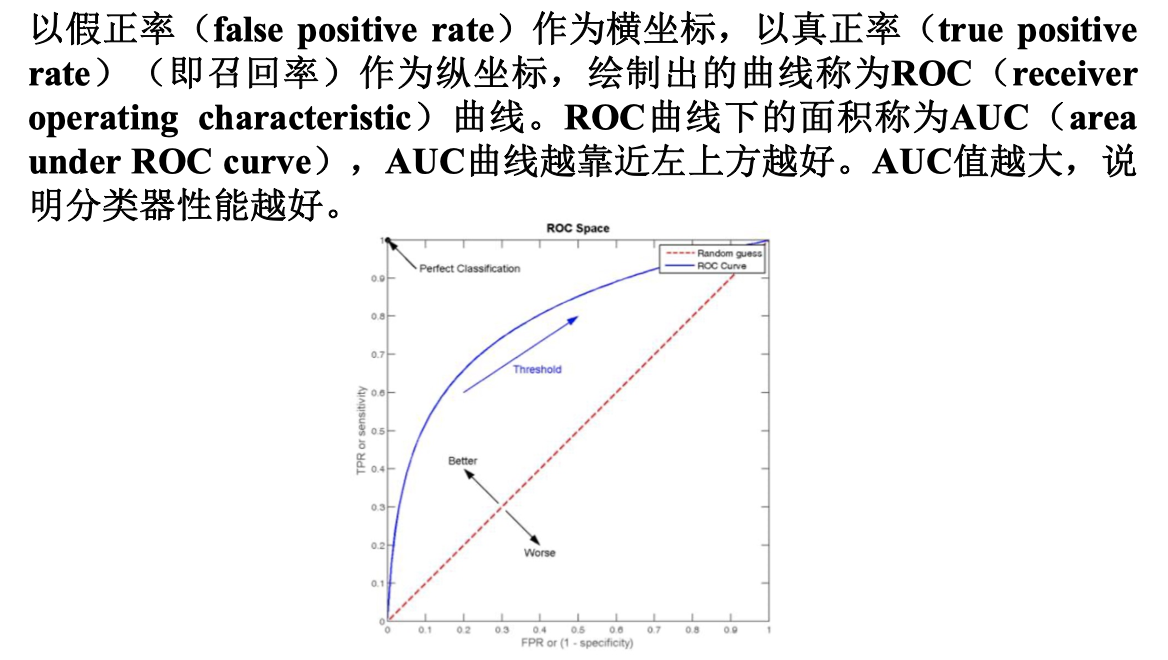 以假正率（false positive rate）作为横坐标，以真正率（true positive
rate）（即召回率）作为纵坐标，绘制出的曲线称为ROC（receiver
operating characteristic）曲线。ROC曲线下的面积称为AUC（area
under ROC curve），AUC曲线越靠近左上方越好。AUC值越大，说
明分类器性能越好。
ROC Space
Perfect Classification
Random guess
ROC Curve
Threshold
Better
Worse
TPR or sensitivity
1
0.9
0.8
0.7
0.6
0.5
0.4
0.3
0.2
0.1
0
0 0.1 0.2 0.3 0.4 0.5 0.6 0.7 0.8 0.9 1
FPR or (1 - specificity)